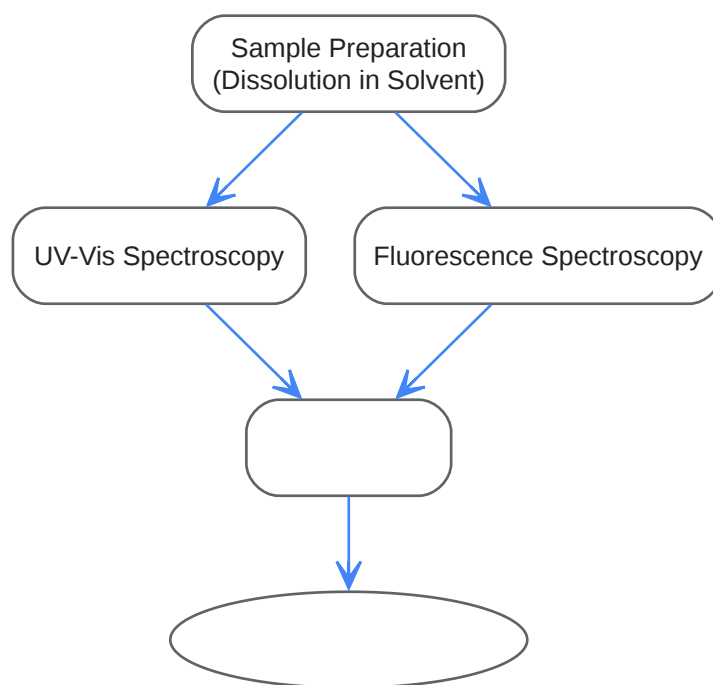 Sample Preparation
(Dissolution in Solvent)
UV-Vis Spectroscopy
Fluorescence Spectroscopy